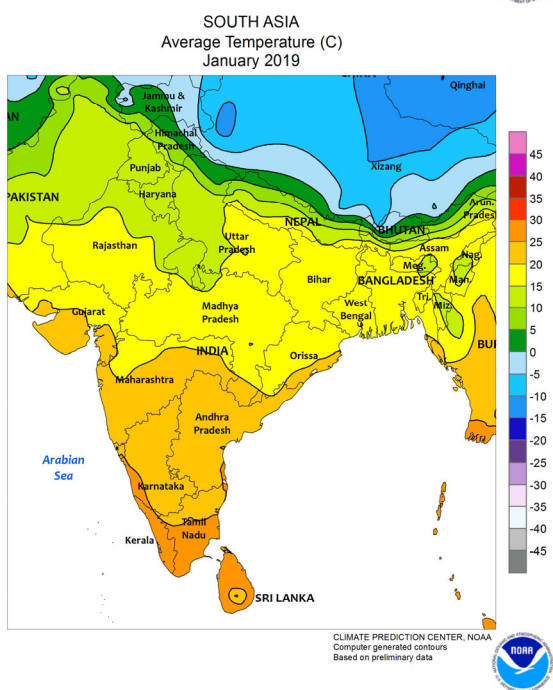 SOUTH ASIA
Average Temperature (C)
January 2019
Qinghai
Jammu &
Kashmir
AN
Himachal
Pradesh
Xizang
Punjab
Haryana
PAKISTAN
Arun.
Prades
NEPAL
BHUTAN
Uttar
Pradesh
Rajasthan
Assam
Nag.
Meg.
Bihar
BANGLADESH
Man.
Tri.
Miz.
West
Bengal
Madhya
Pradesh
Gujarat
INDIA
Orissa
BU
Maharashtra
Andhra
Pradesh
Arabian
Sea
Karnataka
Tamil
Nadu
Kerala
SRI LANKA
45
40
35
30
25
20
15
10
5
0
-5
-10
-15
-20
-25
-30
-35
-40
-45
CLIMATE PREDICTION CENTER, NOAA
Computer generated contours
Based on preliminary data
NOAA